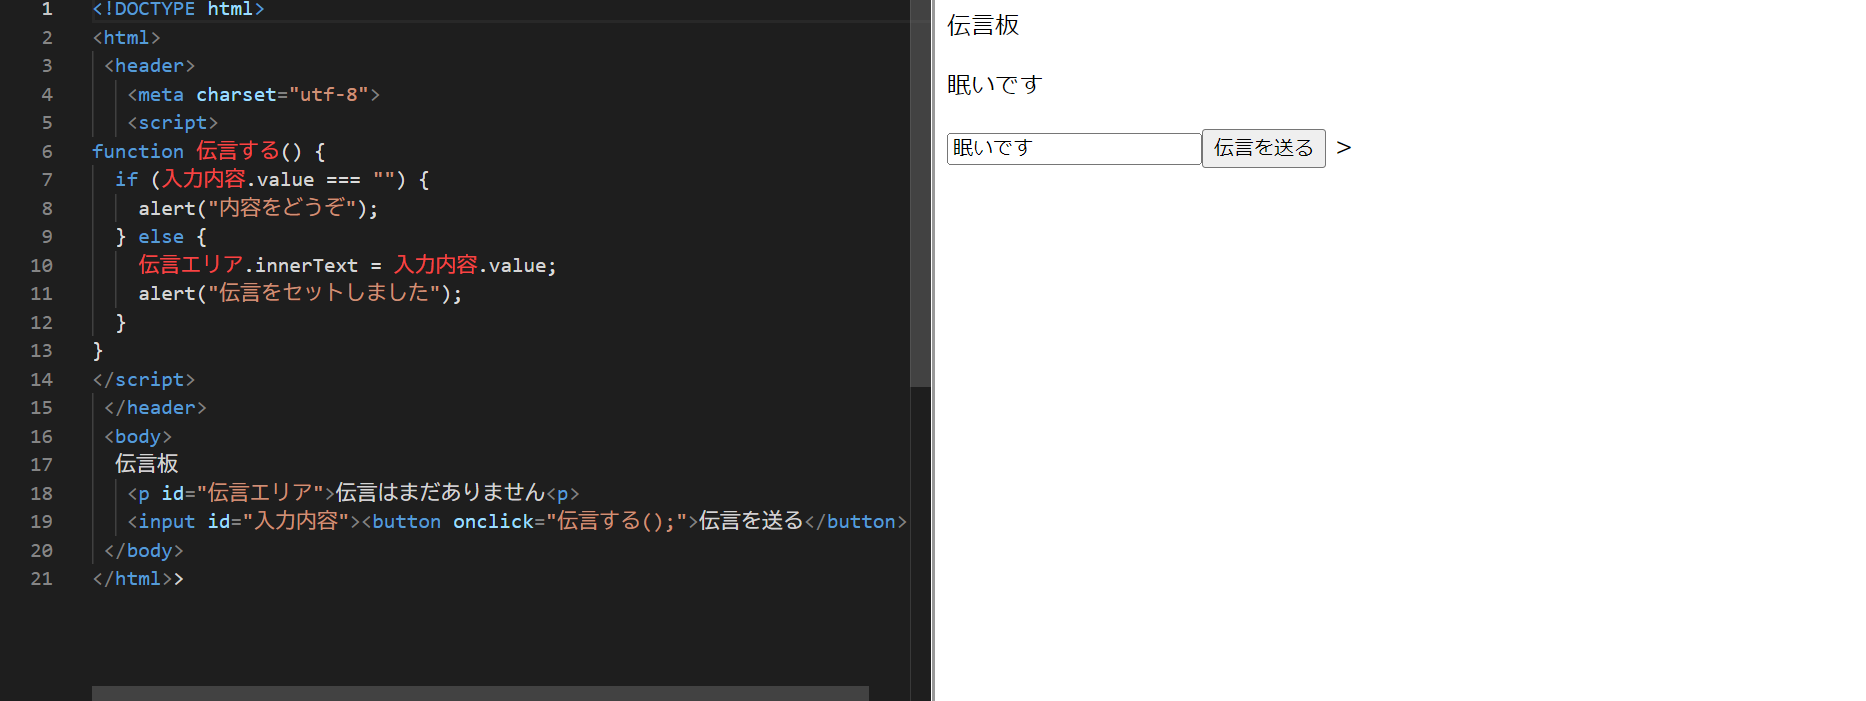 1 <!DOCTYPE html>
2 <html>
3 <header>
4 <meta charset="utf-8">
5 <script>
6 function 伝言する() {
7 if (入力内容.value === "") {
8 alert("内容をどうぞ");
9 } else {
10 伝言エリア.innerText = 入力内容.value;
11 alert("伝言をセットしました");
12 }
13 }
14 </script>
15 </header>
16 <body>
17 伝言板
18 <p id="伝言エリア">伝言はまだありません<p>
19 <input id="入力内容"><button onclick="伝言する();">伝言を送る</button>
20 </body>
21 </html>>
伝言板
眠いです
眠いです 伝言を送る >